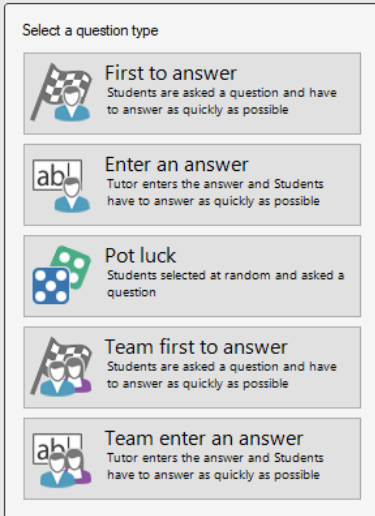 Select a question type
First to answer
Students are asked a question and have
to answer as quickly as possible
abl
Enter an answer
Tutor enters the answer and Students
have to answer as quickly as possible
Pot luck
Students selected at random and asked a
question
Team first to answer
Students are asked a question and have
to answer as quickly as possible
abl
Team enter an answer
Tutor enters the answer and Students
have to answer as quickly as possible